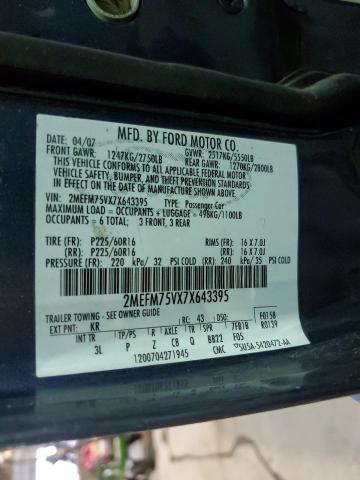 DATE: 04/07 MFD. BY FORD MOTOR CO.
FRONT GAWR: 1247KG/2750LB GVWR: 2517KG/5550LB
REAR GAWR: 1270KG/2800LB
THIS VEHICLE CONFORMS TO ALL APPLICABLE FEDERAL MOTOR
VEHICLE SAFETY, BUMPER, AND THEFT PREVENTION STANDARDS IN
EFFECT ON THE DATE OF MANUFACTURE SHOWN ABOVE.
VIN: 2MEFM75VX7X643395 TYPE: Passenger-Car
MAXIMUM LOAD = OCCUPANTS + LUGGAGE = 498KG/1100LB
OCCUPANTS = 6 TOTAL; 3 FRONT, 3 REAR
TIRE (FR): P225/60R16 RIMS (FR): 16 X 7.0J
(RR): P225/60R16 (RR): 16 X 7.0J
PRESSURE (FR): 220 kPa/ 32 PSI COLD (RR): 240 kPa/ 35 PSI COLD
2MEFM75VX7X643395
TRAILER TOWING - SEE OWNER GUIDE
EXT PNT: KR RC: 43 DSO: F0158
INT TR TP/PS R AXLE TR SPR 7FB1B R0139
3L P Z CB Q BB22 F05
1200704271945 CMC SU5A-5420472-AA